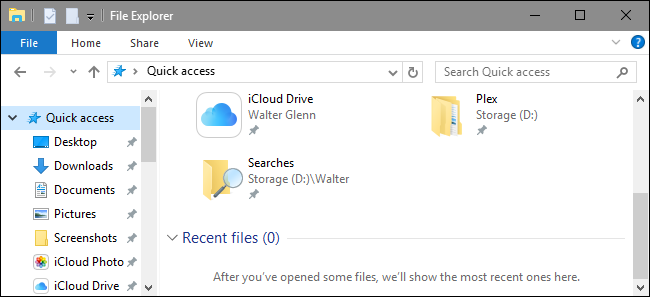 File Explorer
File Home Share View
Quick access
Search Quick access
Quick access
Desktop
Downloads
Documents
Pictures
Screenshots
iCloud Photo
iCloud Drive
iCloud Drive
Walter Glenn
Plex
Storage (D:)
Searches
Storage (D:)\Walter
Recent files (0)
After you've opened some files, we'll show the most recent ones here.